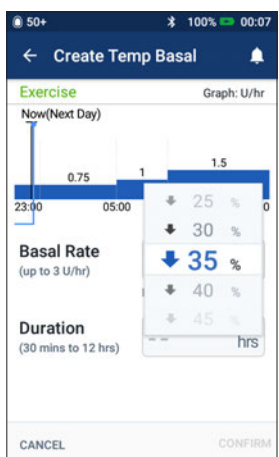 50+ 100% 00:07
Create Temp Basal
Exercise Graph: U/hr
Now(Next Day)
0.75 1 1.5
23:00 05:00 0
25 %
30 %
Basal Rate
(up to 3 U/hr)
35 %
40 %
45 %
Duration
(30 mins to 12 hrs)
-- hrs
CANCEL CONFIRM